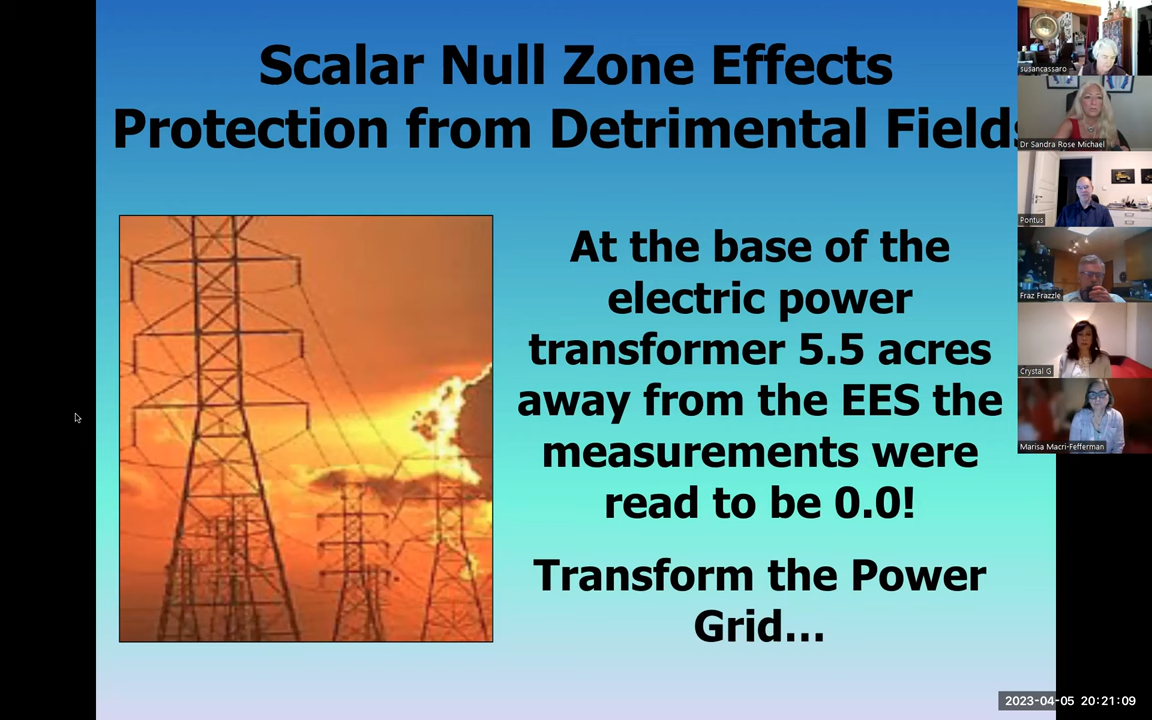 Scalar Null Zone Effects
Protection from Detrimental Fields
At the base of the
electric power
transformer 5.5 acres
away from the EES the
measurements were
read to be 0.0!
Transform the Power
Grid...
susancassaro
Dr Sandra Rose Michael
Pontus
Fraz Frazzle
Crystal G
Marisa Macri-Fefferman
2023-04-05 20:21:09